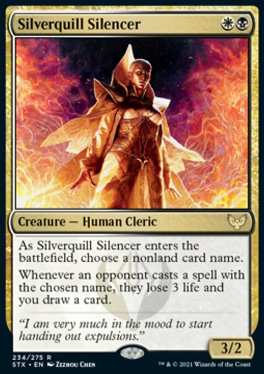 Silverquill Silencer
Creature — Human Cleric
As Silverquill Silencer enters the
battlefield, choose a nonland card name.
Whenever an opponent casts a spell with
the chosen name, they lose 3 life and
you draw a card.
"I am very much in the mood to start
handing out expulsions."
3/2
234/275 R
STX • EN Zezhou Chen
™ & © 2021 Wizards of the Coast